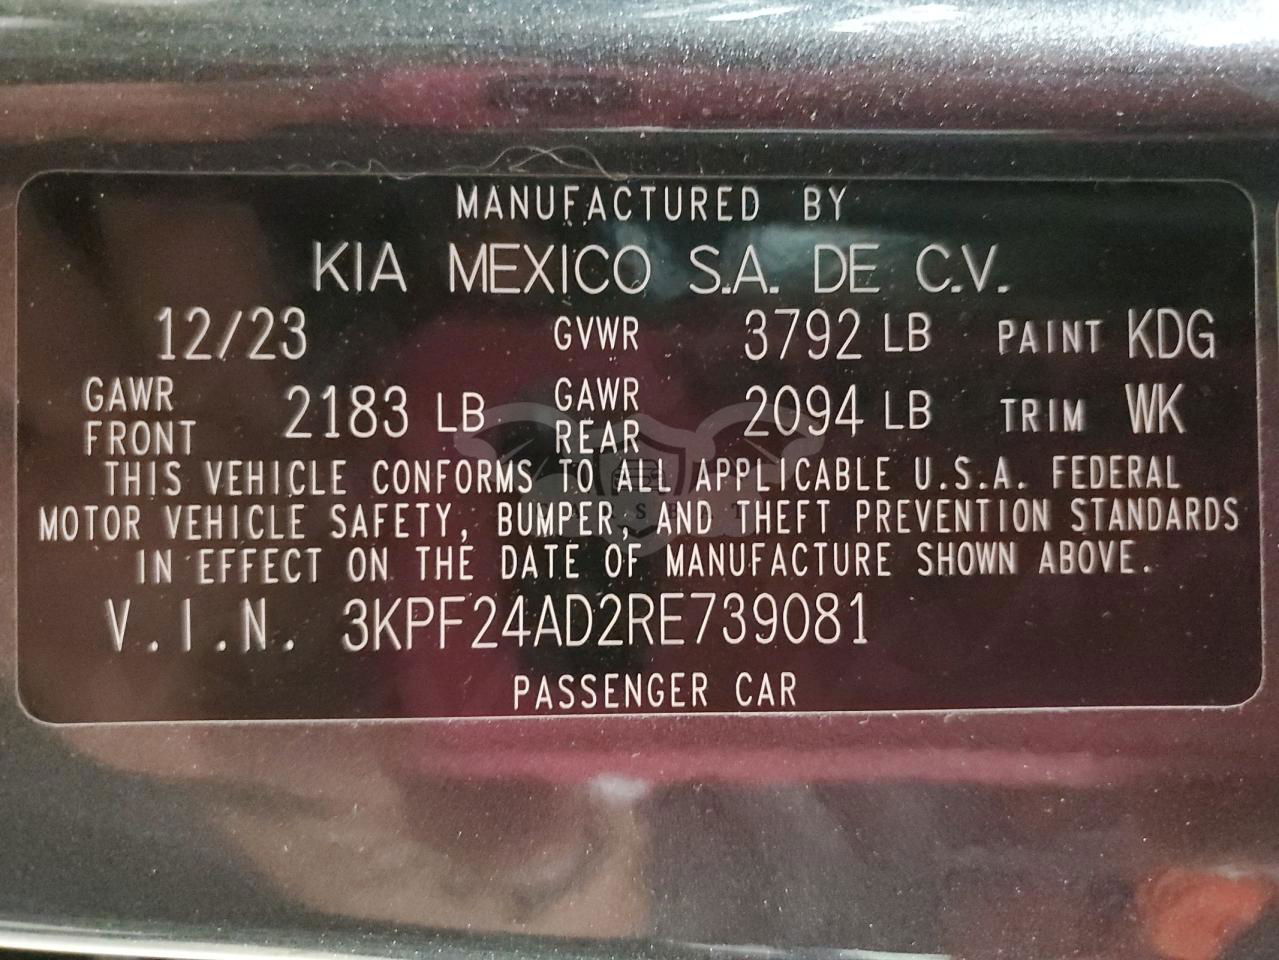 MANUFACTURED BY
KIA MEXICO S.A. DE C.V.
12/23 GVWR 3792 LB PAINT KDG
GAWR FRONT 2183 LB GAWR REAR 2094 LB TRIM WK
THIS VEHICLE CONFORMS TO ALL APPLICABLE U.S.A. FEDERAL
MOTOR VEHICLE SAFETY, BUMPER, AND THEFT PREVENTION STANDARDS
IN EFFECT ON THE DATE OF MANUFACTURE SHOWN ABOVE.
V.I.N. 3KPF24AD2RE739081
PASSENGER CAR